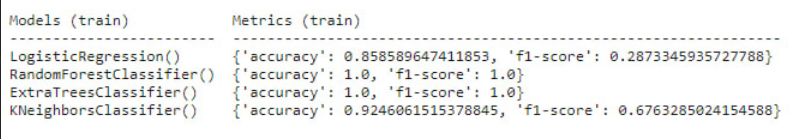 Models (train) Metrics (train)
------------------------- -------------------------------------------------------------------
LogisticRegression() {'accuracy': 0.858589647411853, 'f1-score': 0.2873345935727788}
RandomForestClassifier() {'accuracy': 1.0, 'f1-score': 1.0}
ExtraTreesClassifier() {'accuracy': 1.0, 'f1-score': 1.0}
KNeighborsClassifier() {'accuracy': 0.9246061515378845, 'f1-score': 0.6763285024154588}